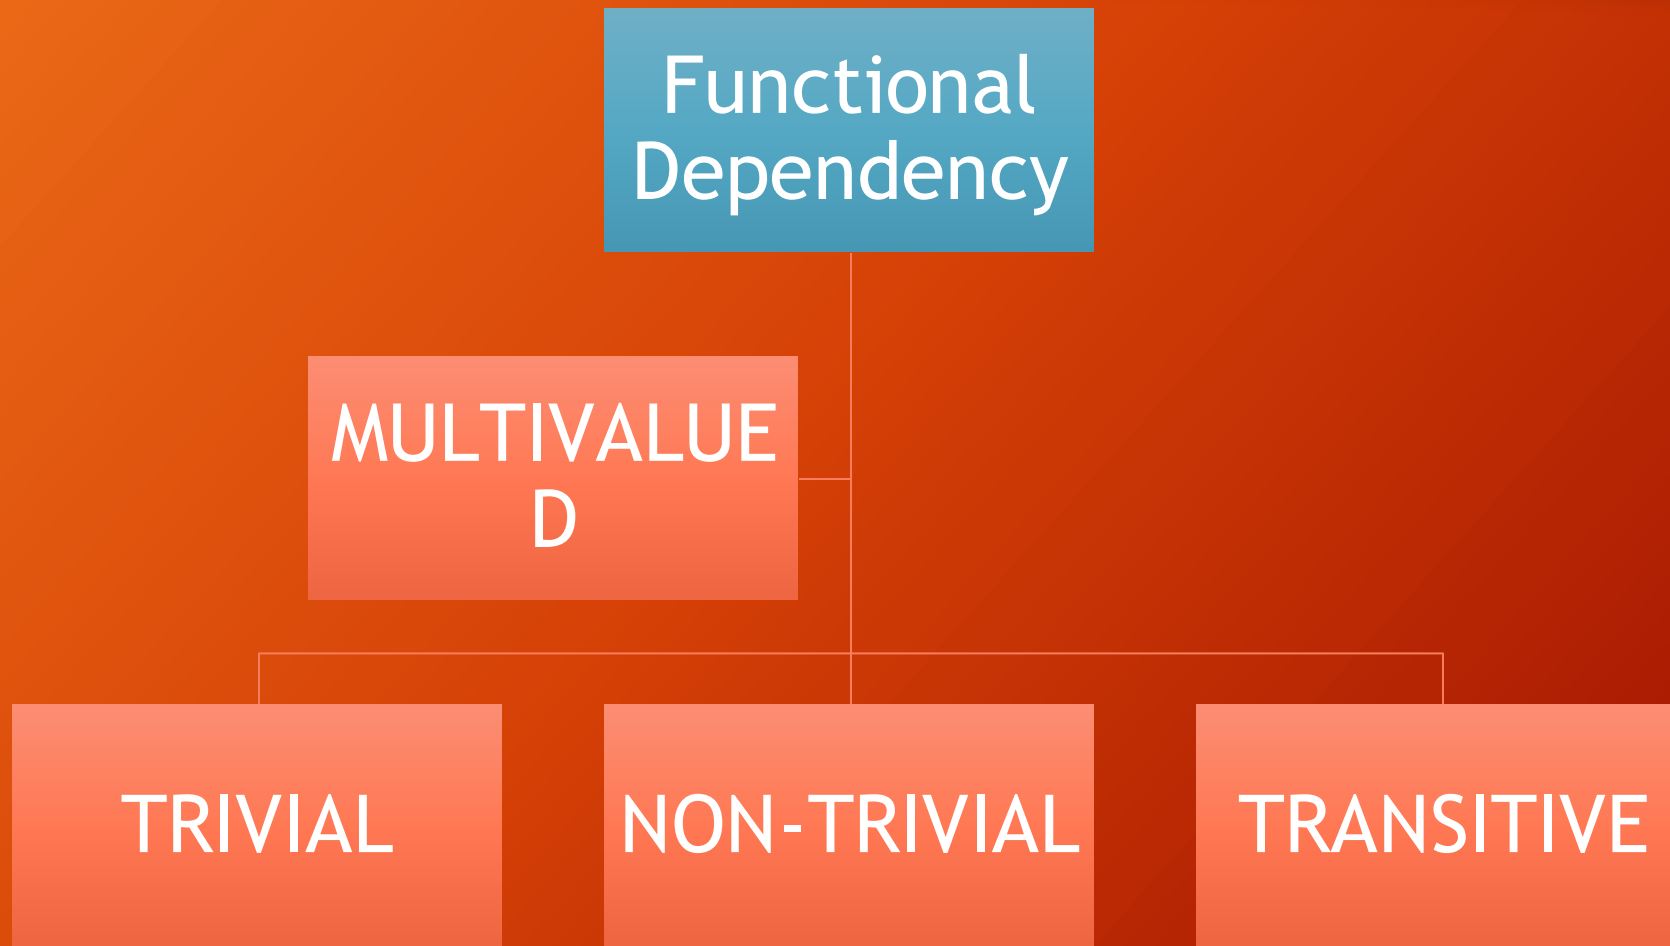 Functional
Dependency
MULTIVALUE
D
TRIVIAL
NON-TRIVIAL
TRANSITIVE